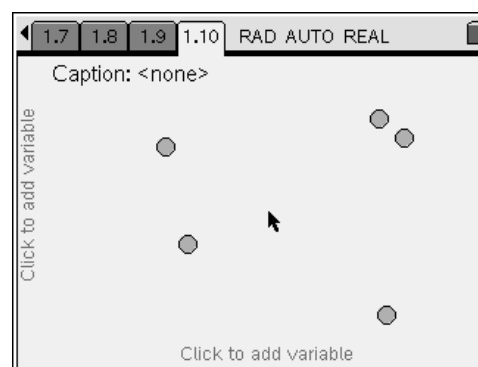 1.7 1.8 1.9 1.10 RAD AUTO REAL
Caption: <none>
Click to add variable
Click to add variable